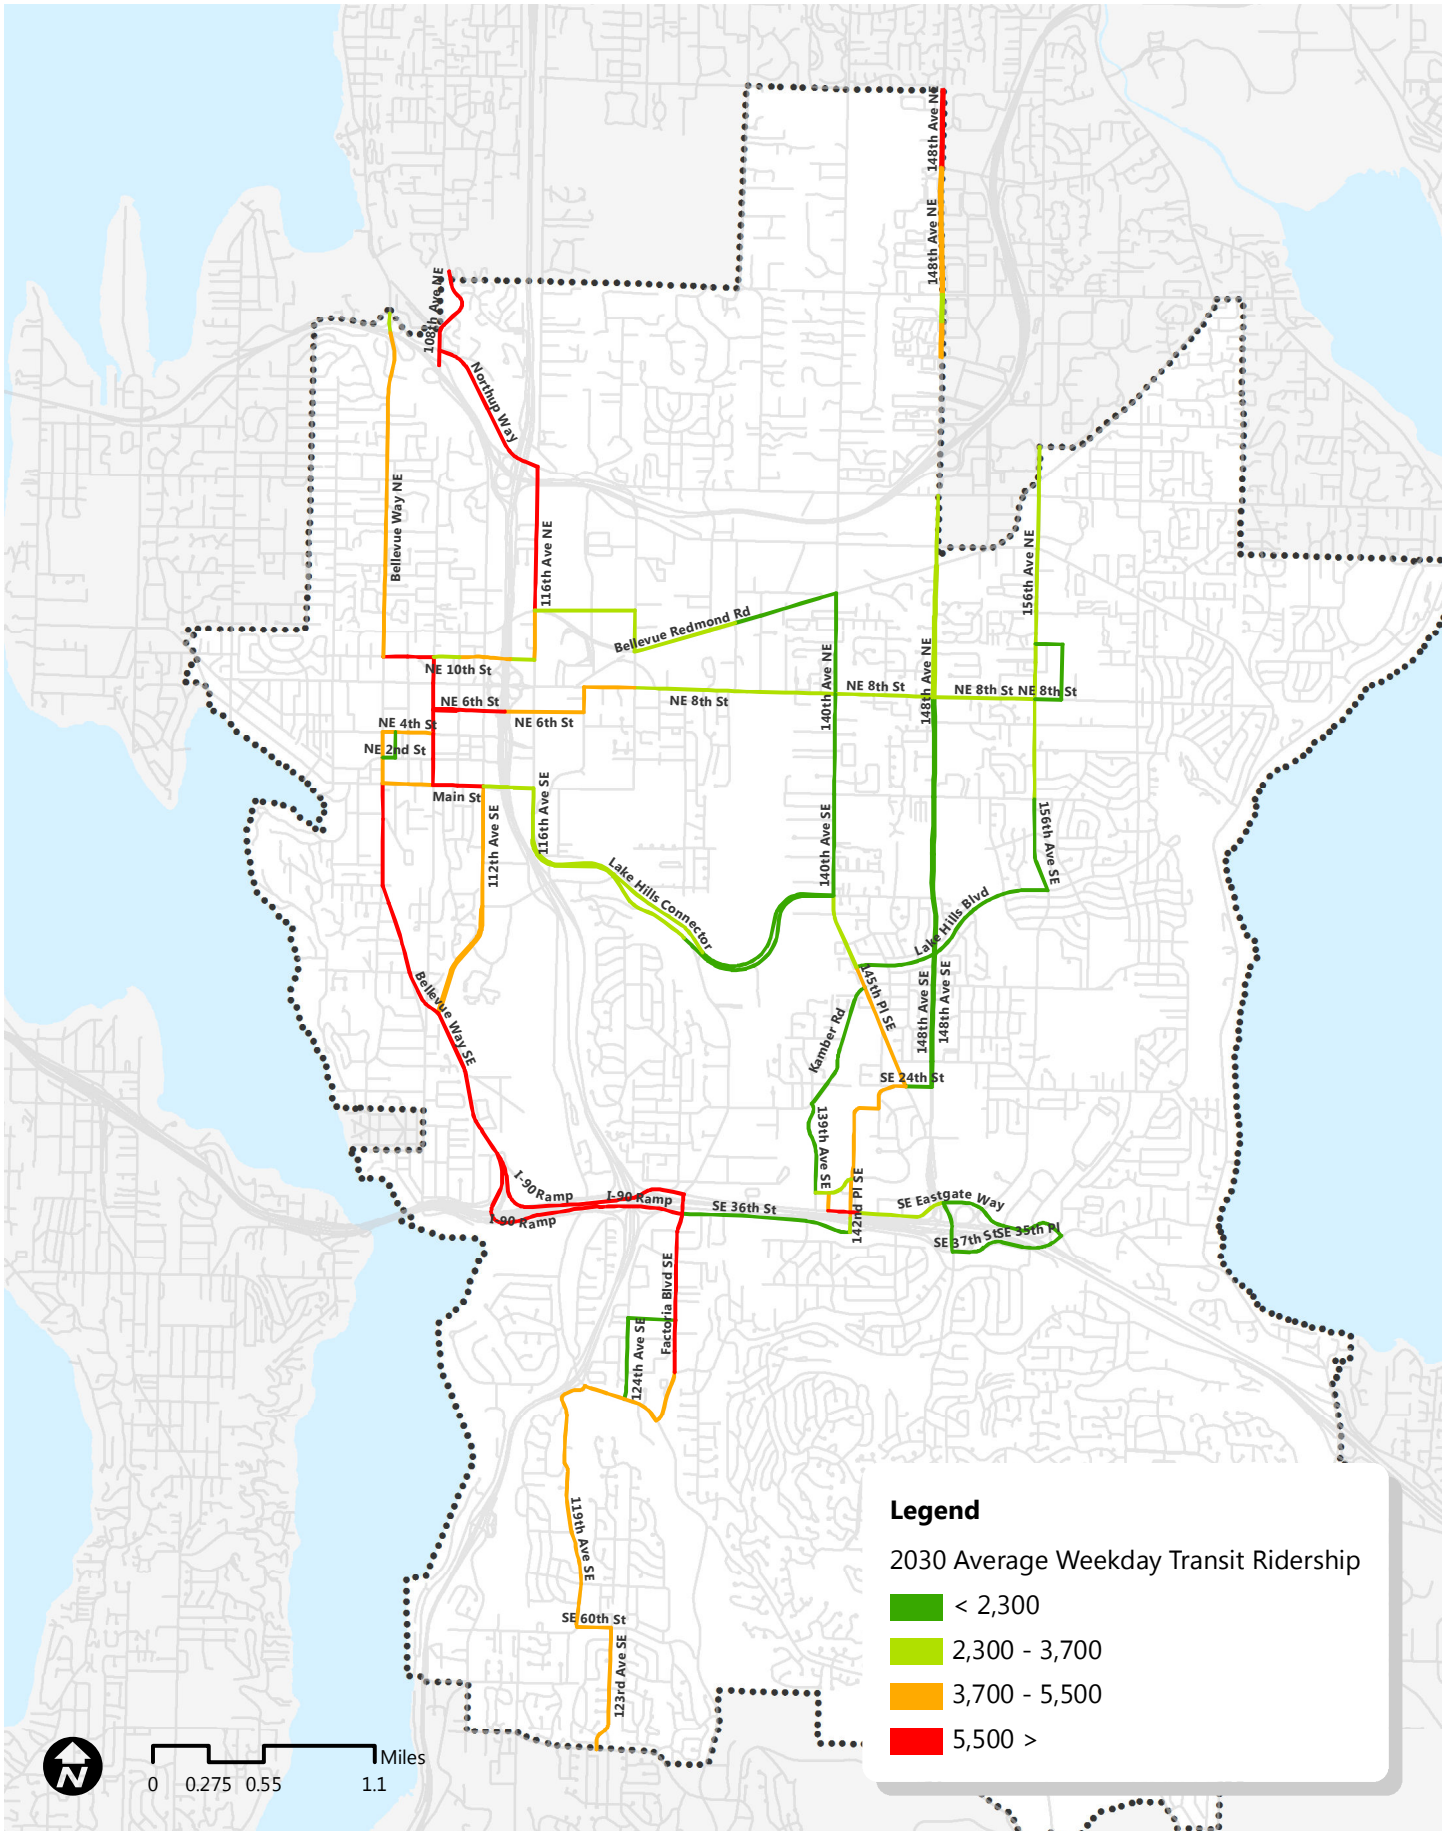 148th Ave NE
148th Ave NE
108th Ave NE
Northup Way
Bellevue Way NE
116th Ave NE
156th Ave NE
Bellevue Redmond Rd
NE 10th St
140th Ave NE
148th Ave NE
NE 8th St
NE 8th St
NE 8th St
NE 8th St
NE 6th St
NE 6th St
NE 4th St
NE 2nd St
Main St
116th Ave SE
112th Ave SE
140th Ave SE
156th Ave SE
Lake Hills Connector
Lake Hills Blvd
145th Pl SE
148th Ave SE
148th Ave SE
Bellevue Way SE
Kamber Rd
SE 24th St
139th Ave SE
142nd Pl SE
I-90 Ramp
I-90 Ramp
I-90 Ramp
SE 36th St
SE Eastgate Way
SE 37th St
SE 35th Pl
Factoria Blvd SE
124th Ave SE
119th Ave SE
SE 60th St
123rd Ave SE
Legend
2030 Average Weekday Transit Ridership
< 2,300
2,300 - 3,700
3,700 - 5,500
5,500 >
N
Miles
0 0.275 0.55 1.1